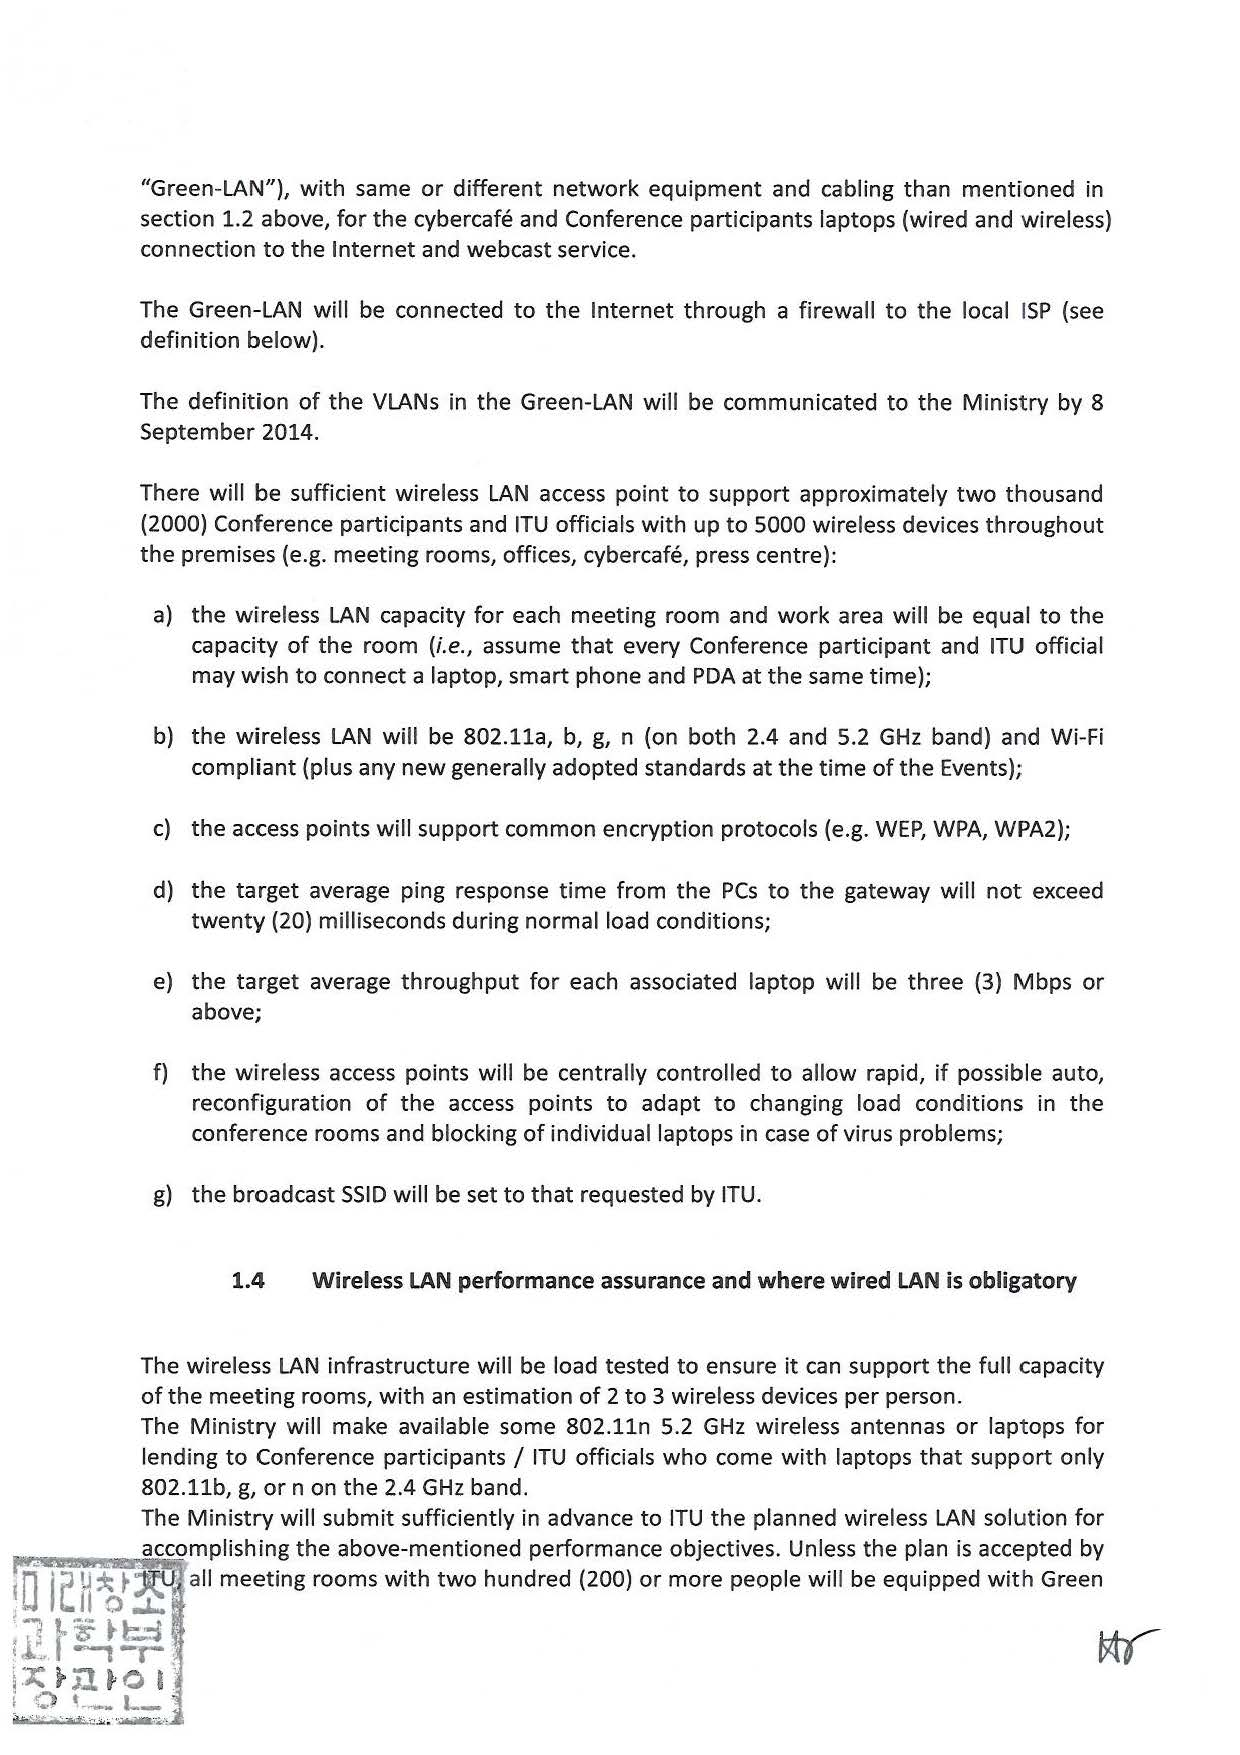 “Green-LAN”), with same or different network equipment and cabling than mentioned in
section 1.2 above, for the cybercafé and Conference participants laptops (wired and wireless)
connection to the Internet and webcast service.
The Green-LAN will be connected to the Internet through a firewall to the local ISP (see
definition below).
The definition of the VLANs in the Green-LAN will be communicated to the Ministry by 8
September 2014.
There will be sufficient wireless LAN access point to support approximately two thousand
(2000) Conference participants and ITU officials with up to 5000 wireless devices throughout
the premises (e.g. meeting rooms, offices, cybercafé, press centre):
a) the wireless LAN capacity for each meeting room and work area will be equal to the
capacity of the room (i.e., assume that every Conference participant and ITU official
may wish to connect a laptop, smart phone and PDA at the same time);
b) the wireless LAN will be 802.11a, b, g, n (on both 2.4 and 5.2 GHz band) and Wi-Fi
compliant (plus any new generally adopted standards at the time of the Events);
c) the access points will support common encryption protocols (e.g. WEP, WPA, WPA2);
d) the target average ping response time from the PCs to the gateway will not exceed
twenty (20) milliseconds during normal load conditions;
e) the target average throughput for each associated laptop will be three (3) Mbps or
above;
f) the wireless access points will be centrally controlled to allow rapid, if possible auto,
reconfiguration of the access points to adapt to changing load conditions in the
conference rooms and blocking of individual laptops in case of virus problems;
g) the broadcast SSID will be set to that requested by ITU.
1.4 Wireless LAN performance assurance and where wired LAN is obligatory
The wireless LAN infrastructure will be load tested to ensure it can support the full capacity
of the meeting rooms, with an estimation of 2 to 3 wireless devices per person.
The Ministry will make available some 802.11n 5.2 GHz wireless antennas or laptops for
lending to Conference participants / ITU officials who come with laptops that support only
802.11b, g, or n on the 2.4 GHz band.
The Ministry will submit sufficiently in advance to ITU the planned wireless LAN solution for
accomplishing the above-mentioned performance objectives. Unless the plan is accepted by
ITU, all meeting rooms with two hundred (200) or more people will be equipped with Green
미래창조
과학부
장관인